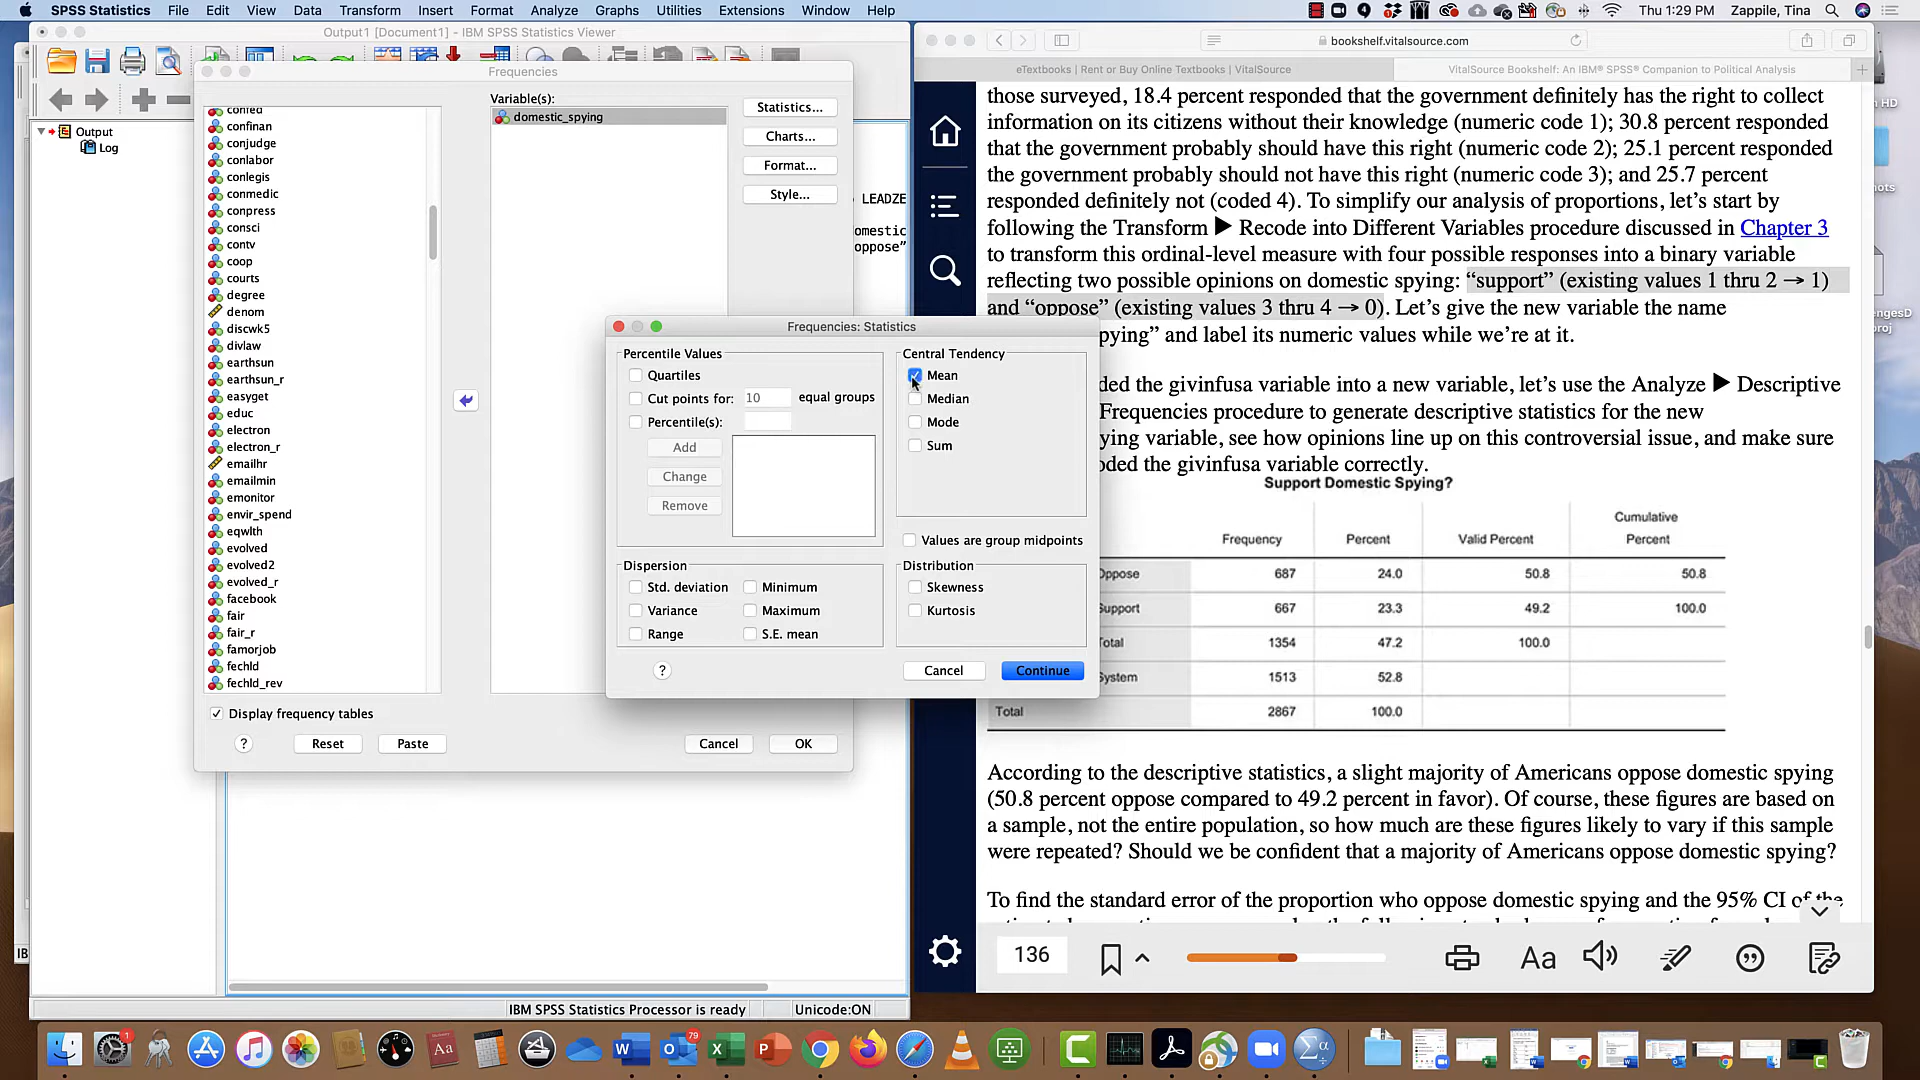 SPSS Statistics File Edit View Data Transform Insert Format Analyze Graphs Utilities Extensions Window Help
Thu 1:29 PM Zappile, Tina
Output1 [Document1] - IBM SPSS Statistics Viewer
Output
Log
LEADZE
omestic
oppose"
IBM SPSS Statistics Processor is ready
Unicode:ON
Frequencies
confed
confinan
conjudge
conlabor
conlegis
conmedic
conpress
consci
contv
coop
courts
degree
denom
discwk5
divlaw
earthsun
earthsun_r
easyget
educ
electron
electron_r
emailhr
emailmin
emonitor
envir_spend
eqwlth
evolved
evolved2
evolved_r
facebook
fair
fair_r
famorjob
fechld
fechld_rev
Variable(s):
domestic_spying
Statistics...
Charts...
Format...
Style...
Display frequency tables
? Reset Paste Cancel OK
Frequencies: Statistics
Percentile Values
Quartiles
Cut points for: 10 equal groups
Percentile(s):
Add
Change
Remove
Central Tendency
Mean
Median
Mode
Sum
Values are group midpoints
Dispersion
Std. deviation Minimum
Variance Maximum
Range S.E. mean
Distribution
Skewness
Kurtosis
? Cancel Continue
bookshelf.vitalsource.com
eTextbooks | Rent or Buy Online Textbooks | VitalSource
VitalSource Bookshelf: An IBM® SPSS® Companion to Political Analysis
those surveyed, 18.4 percent responded that the government definitely has the right to collect
information on its citizens without their knowledge (numeric code 1); 30.8 percent responded
that the government probably should have this right (numeric code 2); 25.1 percent responded
the government probably should not have this right (numeric code 3); and 25.7 percent
responded definitely not (coded 4). To simplify our analysis of proportions, let's start by
following the Transform ▶ Recode into Different Variables procedure discussed in Chapter 3
to transform this ordinal-level measure with four possible responses into a binary variable
reflecting two possible opinions on domestic spying: "support" (existing values 1 thru 2 → 1)
and "oppose" (existing values 3 thru 4 → 0). Let's give the new variable the name
pying" and label its numeric values while we're at it.
ded the givinfusa variable into a new variable, let's use the Analyze ▶ Descriptive
Frequencies procedure to generate descriptive statistics for the new
ying variable, see how opinions line up on this controversial issue, and make sure
oded the givinfusa variable correctly.
Support Domestic Spying?
Frequency Percent Valid Percent Cumulative Percent
Oppose 687 24.0 50.8 50.8
Support 667 23.3 49.2 100.0
Total 1354 47.2 100.0
System 1513 52.8
Total 2867 100.0
According to the descriptive statistics, a slight majority of Americans oppose domestic spying
(50.8 percent oppose compared to 49.2 percent in favor). Of course, these figures are based on
a sample, not the entire population, so how much are these figures likely to vary if this sample
were repeated? Should we be confident that a majority of Americans oppose domestic spying?
To find the standard error of the proportion who oppose domestic spying and the 95% CI of the
136
Aa
HD
ots
engesD
proj
IB
1
79